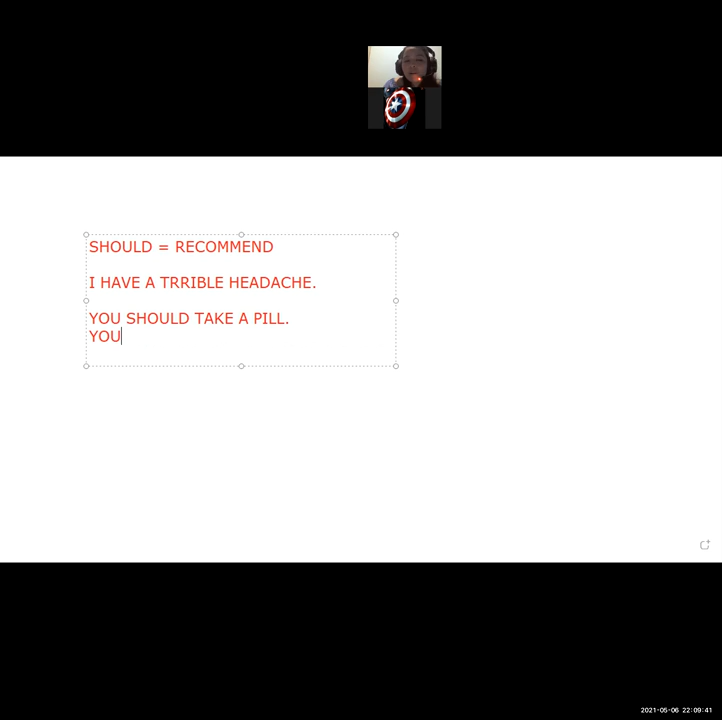 SHOULD = RECOMMEND
I HAVE A TRRIBLE HEADACHE.
YOU SHOULD TAKE A PILL.
YOU
2021-05-06 22:09:41